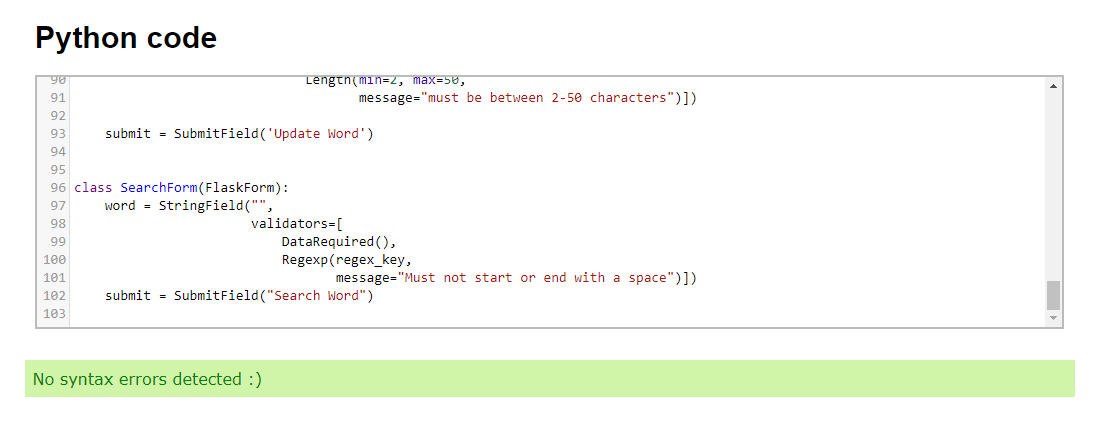 Python code
90 Length(min=2, max=50,
91 message="must be between 2-50 characters")])
92
93 submit = SubmitField('Update Word')
94
95
96 class SearchForm(FlaskForm):
97 word = StringField("",
98 validators=[
99 DataRequired(),
100 Regexp(regex_key,
101 message="Must not start or end with a space")])
102 submit = SubmitField("Search Word")
103
No syntax errors detected :)